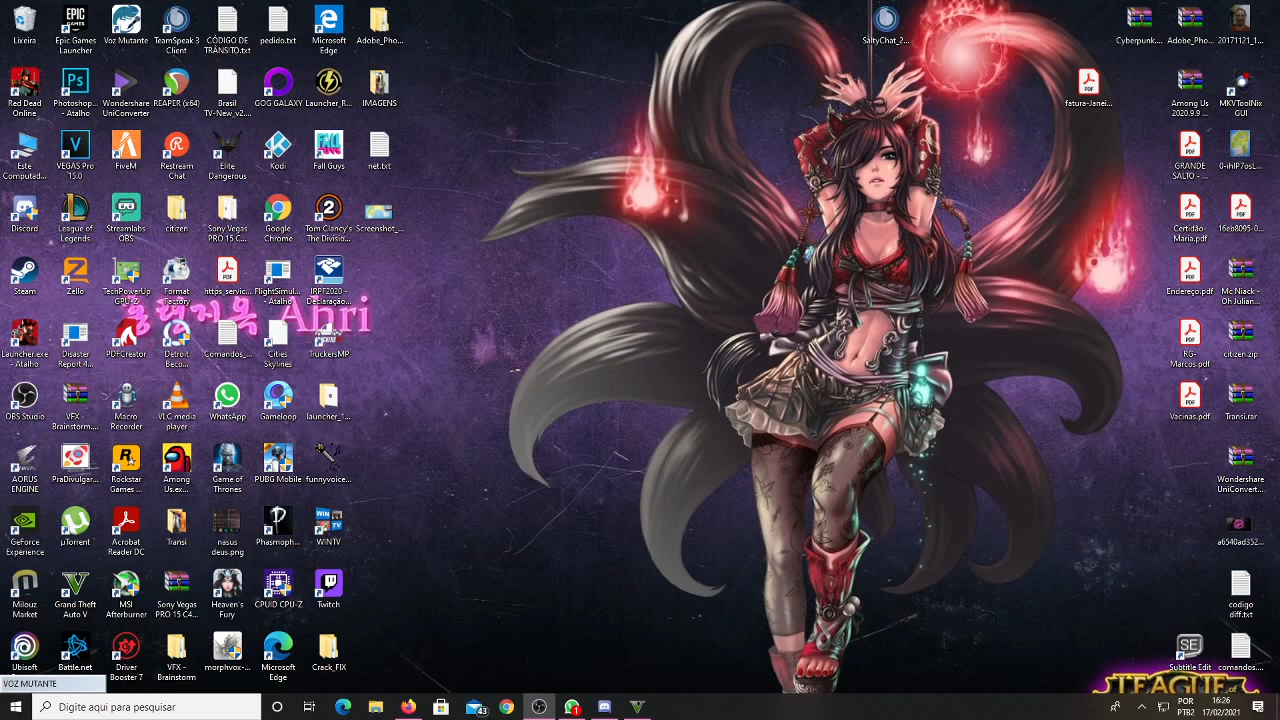 Lixeira
Epic Games
Launcher
Voz Mutante
TeamSpeak 3
Client
CÓDIGO DE
TRÂNSITO.txt
pedido.txt
Microsoft
Edge
Adobe_Pho...
SaltyChat_2...
Cyberpunk....
Adobe_Pho...
20171121_1...
Red Dead
Online
Photoshop...
- Atalho
Wondershare
UniConverter
REAPER (x64)
_Brasil
TV-New_V2...
GOG GALAXY
Launcher_R...
IMAGENS
fatura-Janei...
Among Us
2020.9.9 ...
MKVToolNix
GUI
Este
Computad...
VEGAS Pro
15.0
FiveM
Restream
Chat
Elite
Dangerous
Kodi
Fall Guys
net.txt
GRANDE
SALTO - ...
0-iHP7osL...
Discord
League of
Legends
Streamlabs
OBS
citizen
Sony Vegas
PRO 15 C...
Google
Chrome
Tom Clancy's
The Divisio...
Screenshot_...
Certidão-
Maria.pdf
15eb8095-0...
Steam
Zello
TechPowerUp
GPU-Z
Format
Factory
https_servic...
FlightSimul...
- Atalho
IRPF2020 -
Declaração...
Endereço.pdf
Mc Niack -
Oh Julian...
Ahri
Launcher.exe
- Atalho
Disaster
Report 4...
PDFCreator
Detroit
Beco...
Comandos_...
Cities
Skylines
TruckersMP
RG-
Marcos.pdf
citizen.zip
OBS Studio
VFX -
Brainstorm....
Macro
Recorder
VLC media
player
WhatsApp
Gameloop
launcher_1...
Vacinas.pdf
Transi.rar
AORUS
ENGINE
PraDivulgar...
Rockstar
Games ...
Among
Us.ex...
Game of
Thrones
PUBG Mobile
funnyvoice...
Wondershare
UniConvert...
GeForce
Experience
µTorrent
Acrobat
Reader DC
Transi
nasus
deus.png
Phasmoph...
WINTV
a6540ad352...
Milouz
Market
Grand Theft
Auto V
MSI
Afterburner
Sony Vegas
PRO 15 C4...
Heaven's
Fury
CPUID CPU-Z
Twitch
codigo
diff.txt
Ubisoft
Battle.net
Driver
Booster 7
VFX -
Brainstorm
morphvox-...
Microsoft
Edge
Crack_FIX
Subtitle Edit
comandos...
VOZ MUTANTE
LEAGUE OF
Digite aqui para pesquisar
43
1
POR
PTB2
16:26
17/02/2021